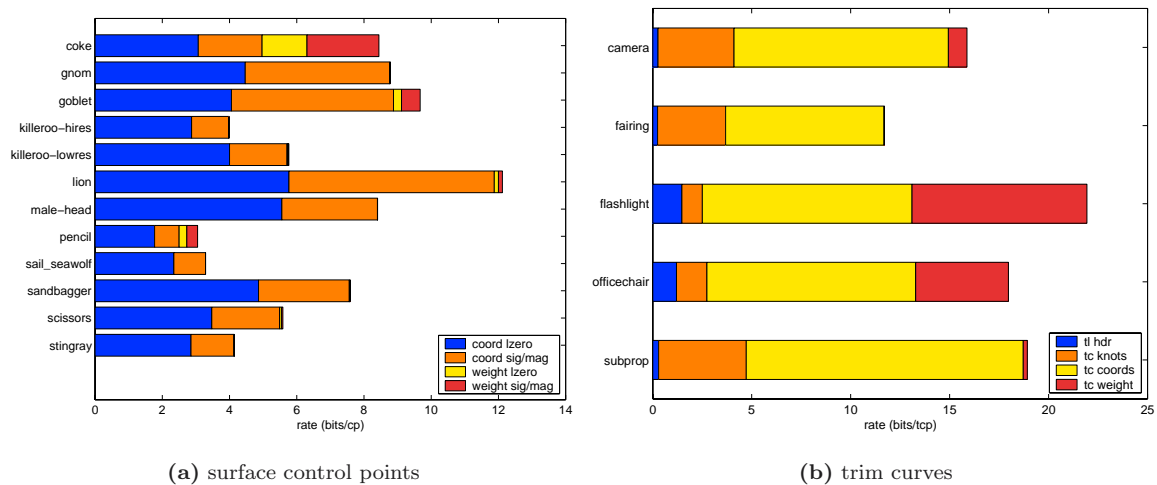 coke
gnom
goblet
killeroo−hires
killeroo−lowres
lion
male−head
pencil
sail_seawolf
sandbagger
scissors
stingray
coord lzero
coord sig/mag
weight lzero
weight sig/mag
0 2 4 6 8 10 12 14
rate (bits/cp)
(a) surface control points
camera
fairing
flashlight
officechair
subprop
tl hdr
tc knots
tc coords
tc weight
0 5 10 15 20 25
rate (bits/tcp)
(b) trim curves